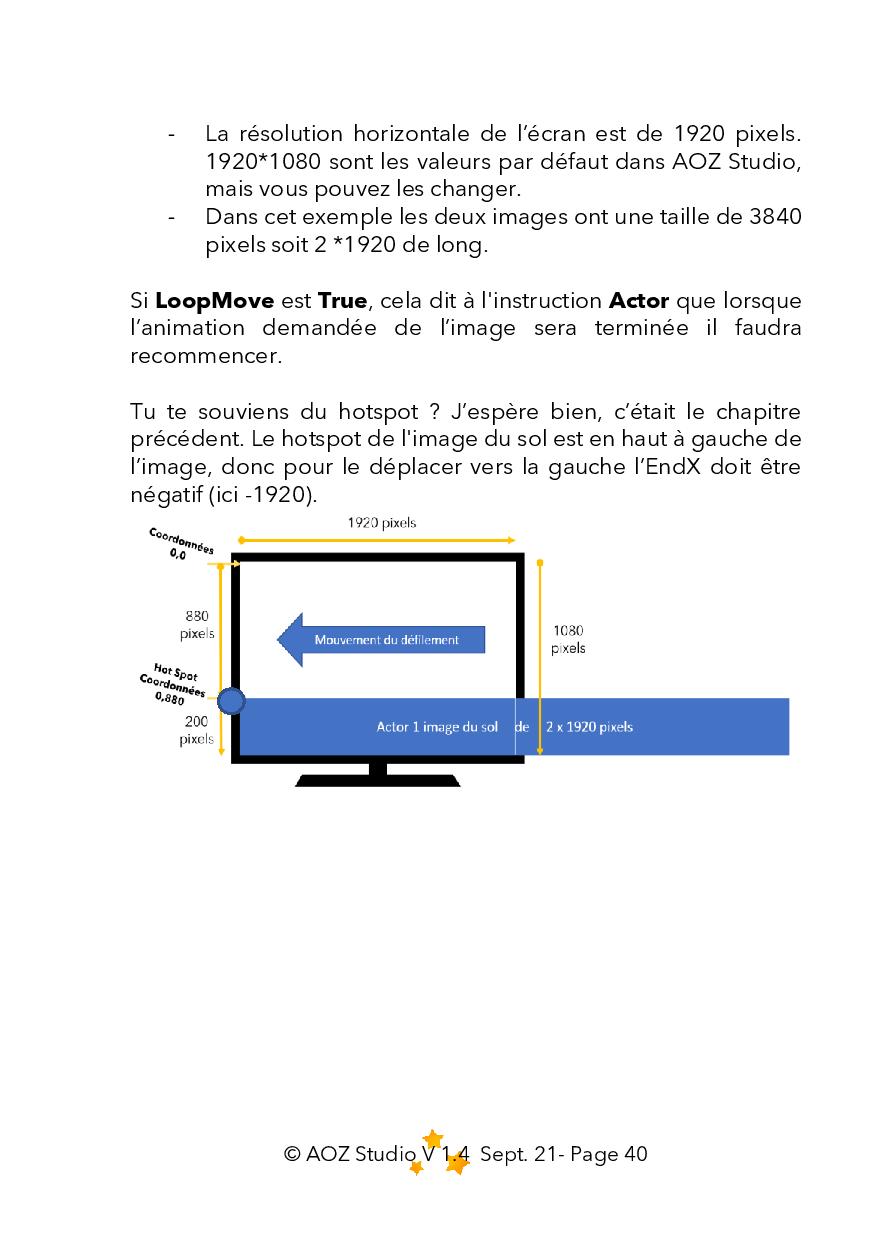 - La résolution horizontale de l’écran est de 1920 pixels.
1920*1080 sont les valeurs par défaut dans AOZ Studio,
mais vous pouvez les changer.
- Dans cet exemple les deux images ont une taille de 3840
pixels soit 2 *1920 de long.
Si LoopMove est True, cela dit à l'instruction Actor que lorsque
l’animation demandée de l’image sera terminée il faudra
recommencer.
Tu te souviens du hotspot ? J’espère bien, c’était le chapitre
précédent. Le hotspot de l'image du sol est en haut à gauche de
l’image, donc pour le déplacer vers la gauche l’EndX doit être
négatif (ici -1920).
1920 pixels
Coordonnées
0,0
880
pixels
Mouvement du défilement
1080
pixels
Hot Spot
Coordonnées
0,880
200
pixels
Actor 1 image du sol de 2 x 1920 pixels
© AOZ Studio V 1.4 Sept. 21- Page 40